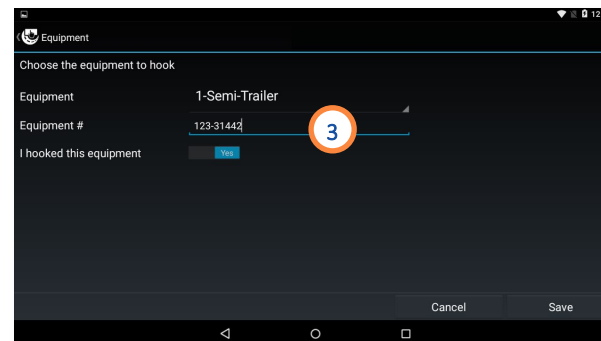 12
Equipment
Choose the equipment to hook
Equipment 1-Semi-Trailer
Equipment # 123-31442 3
I hooked this equipment Yes
Cancel Save